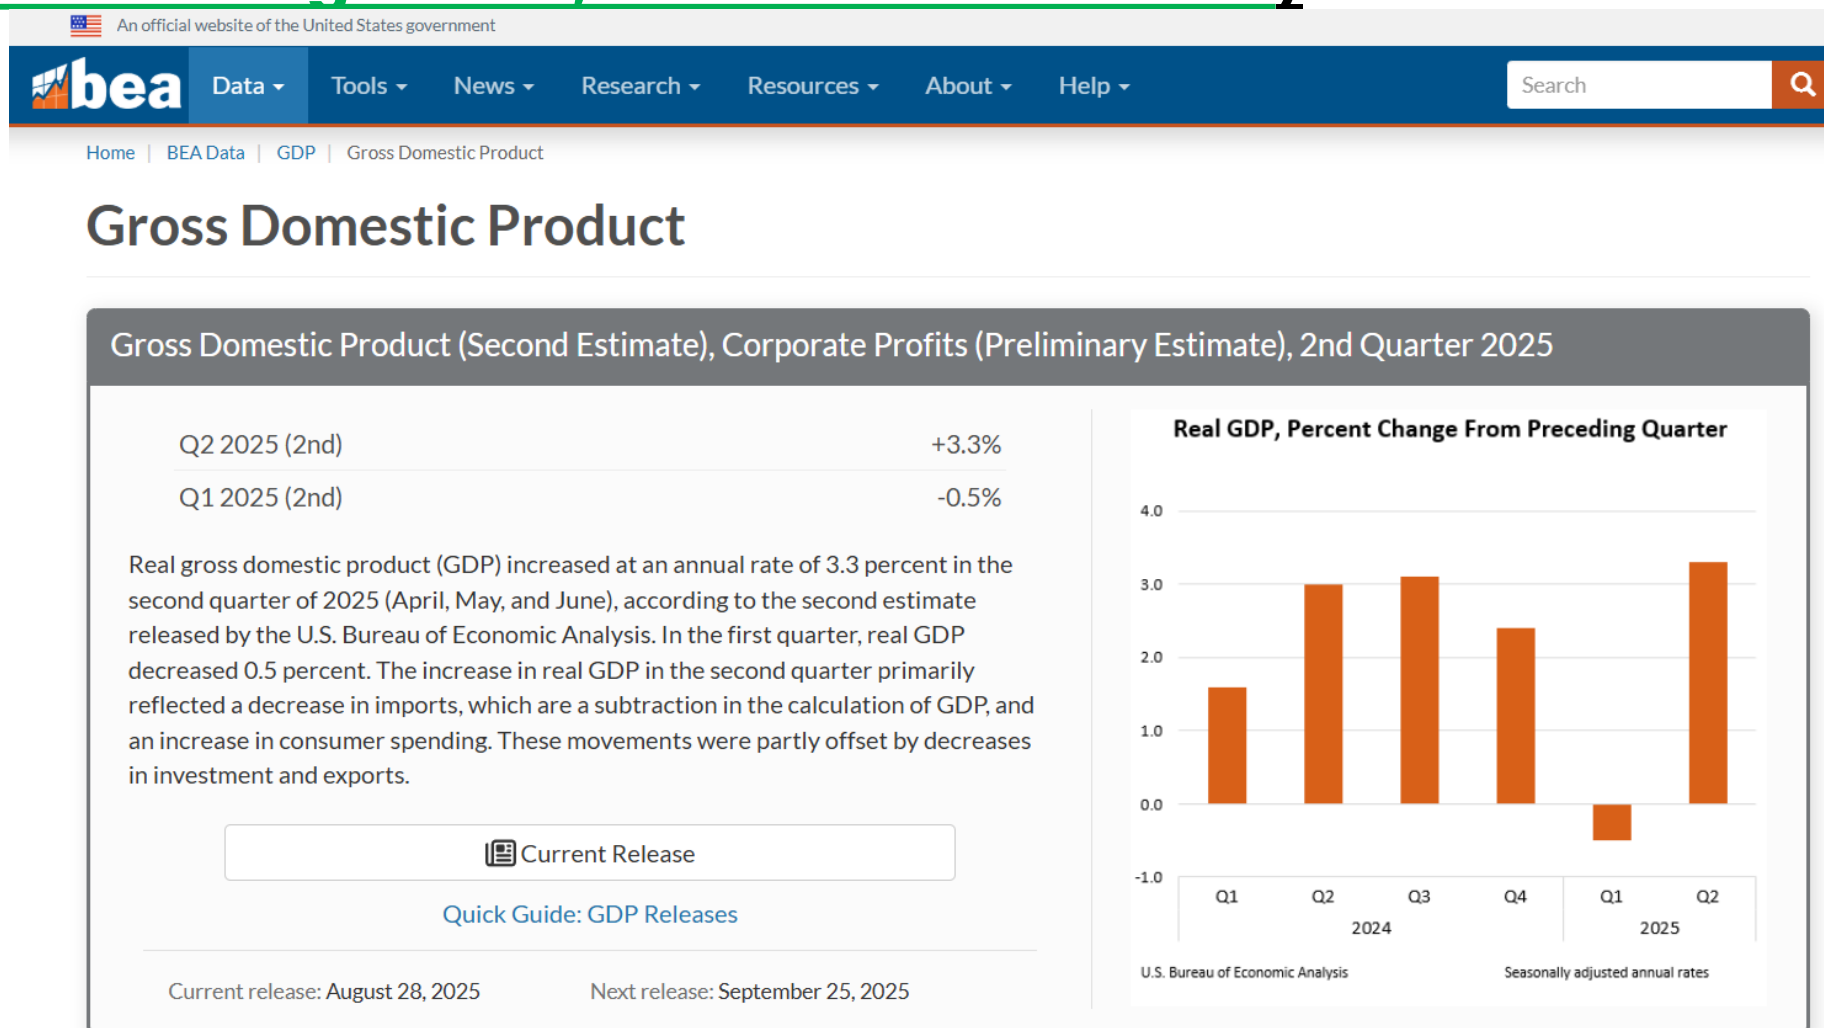 An official website of the United States government
bea Data Tools News Research Resources About Help Search
Home | BEA Data | GDP | Gross Domestic Product
Gross Domestic Product
Gross Domestic Product (Second Estimate), Corporate Profits (Preliminary Estimate), 2nd Quarter 2025
Q2 2025 (2nd) +3.3%
Q1 2025 (2nd) -0.5%
Real gross domestic product (GDP) increased at an annual rate of 3.3 percent in the
second quarter of 2025 (April, May, and June), according to the second estimate
released by the U.S. Bureau of Economic Analysis. In the first quarter, real GDP
decreased 0.5 percent. The increase in real GDP in the second quarter primarily
reflected a decrease in imports, which are a subtraction in the calculation of GDP, and
an increase in consumer spending. These movements were partly offset by decreases
in investment and exports.
Current Release
Quick Guide: GDP Releases
Current release: August 28, 2025 Next release: September 25, 2025
Real GDP, Percent Change From Preceding Quarter
4.0
3.0
2.0
1.0
0.0
-1.0
Q1 Q2 Q3 Q4 Q1 Q2
2024 2025
U.S. Bureau of Economic Analysis Seasonally adjusted annual rates